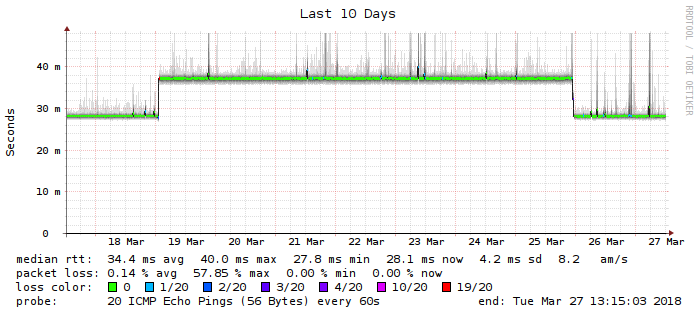 Last 10 Days
RRDTOOL / TOBI OETIKER
Seconds
40 m
30 m
20 m
10 m
0
18 Mar 19 Mar 20 Mar 21 Mar 22 Mar 23 Mar 24 Mar 25 Mar 26 Mar 27 Mar
median rtt: 34.4 ms avg 40.0 ms max 27.8 ms min 28.1 ms now 4.2 ms sd 8.2 am/s
packet loss: 0.14 % avg 57.85 % max 0.00 % min 0.00 % now
loss color: 0 1/20 2/20 3/20 4/20 10/20 19/20
probe: 20 ICMP Echo Pings (56 Bytes) every 60s end: Tue Mar 27 13:15:03 2018